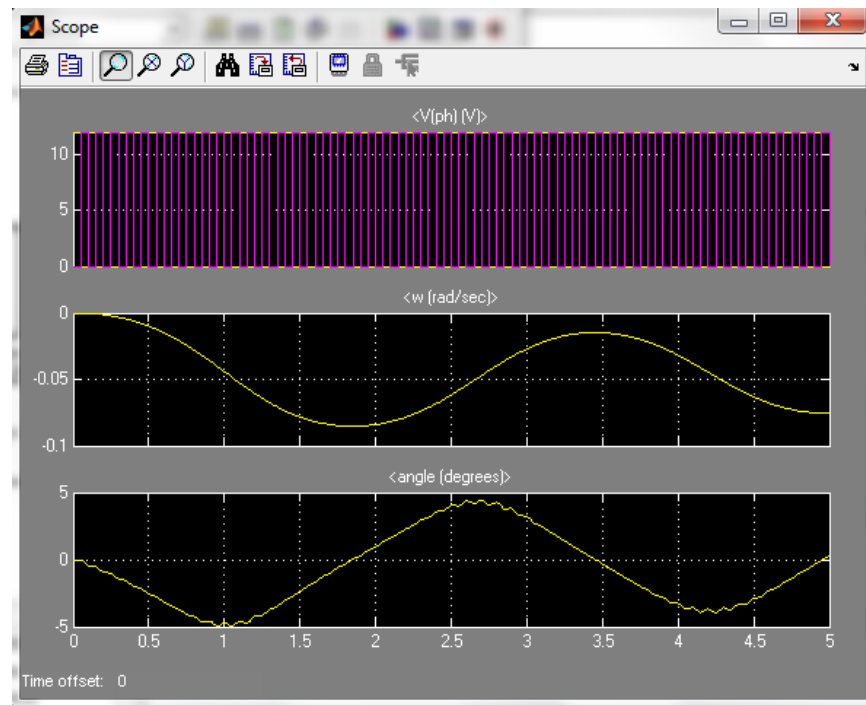 Scope
<V(ph) (V)>
10
5
0
<w (rad/sec)>
0
-0.05
-0.1
<angle (degrees)>
5
0
-5
0 0.5 1 1.5 2 2.5 3 3.5 4 4.5 5
Time offset: 0